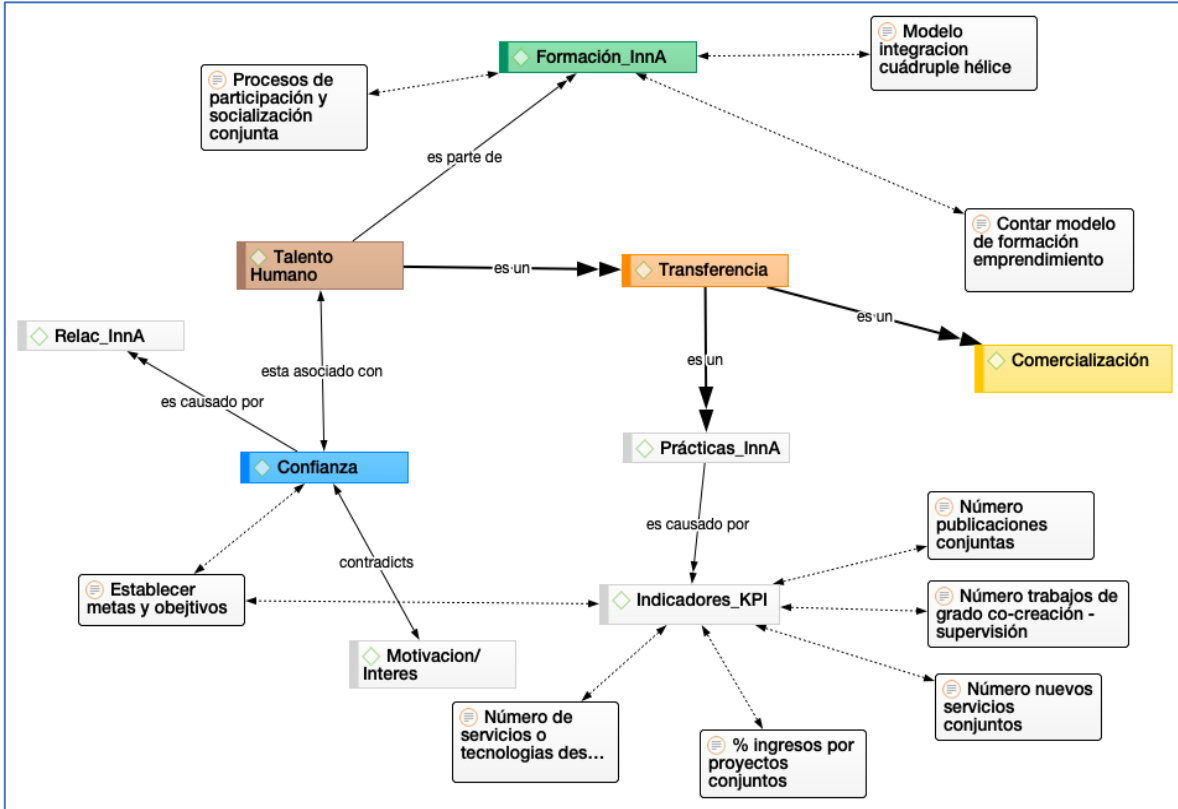 Formación_InnA
Modelo
integracion
cuádruple hélice
Procesos de
participación y
socialización
conjunta
es parte de
Contar modelo
de formación
emprendimiento
Talento
Humano
es un
Transferencia
es un
Relac_InnA
es un
Comercialización
esta asociado con
es causado por
Prácticas_InnA
Confianza
es causado por
Número
publicaciones
conjuntas
contradicts
Establecer
metas y obejtivos
Indicadores_KPI
Número trabajos de
grado co-creación -
supervisión
Motivacion/
Interes
Número nuevos
servicios
conjuntos
Número de
servicios o
tecnologias des...
% ingresos por
proyectos
conjuntos